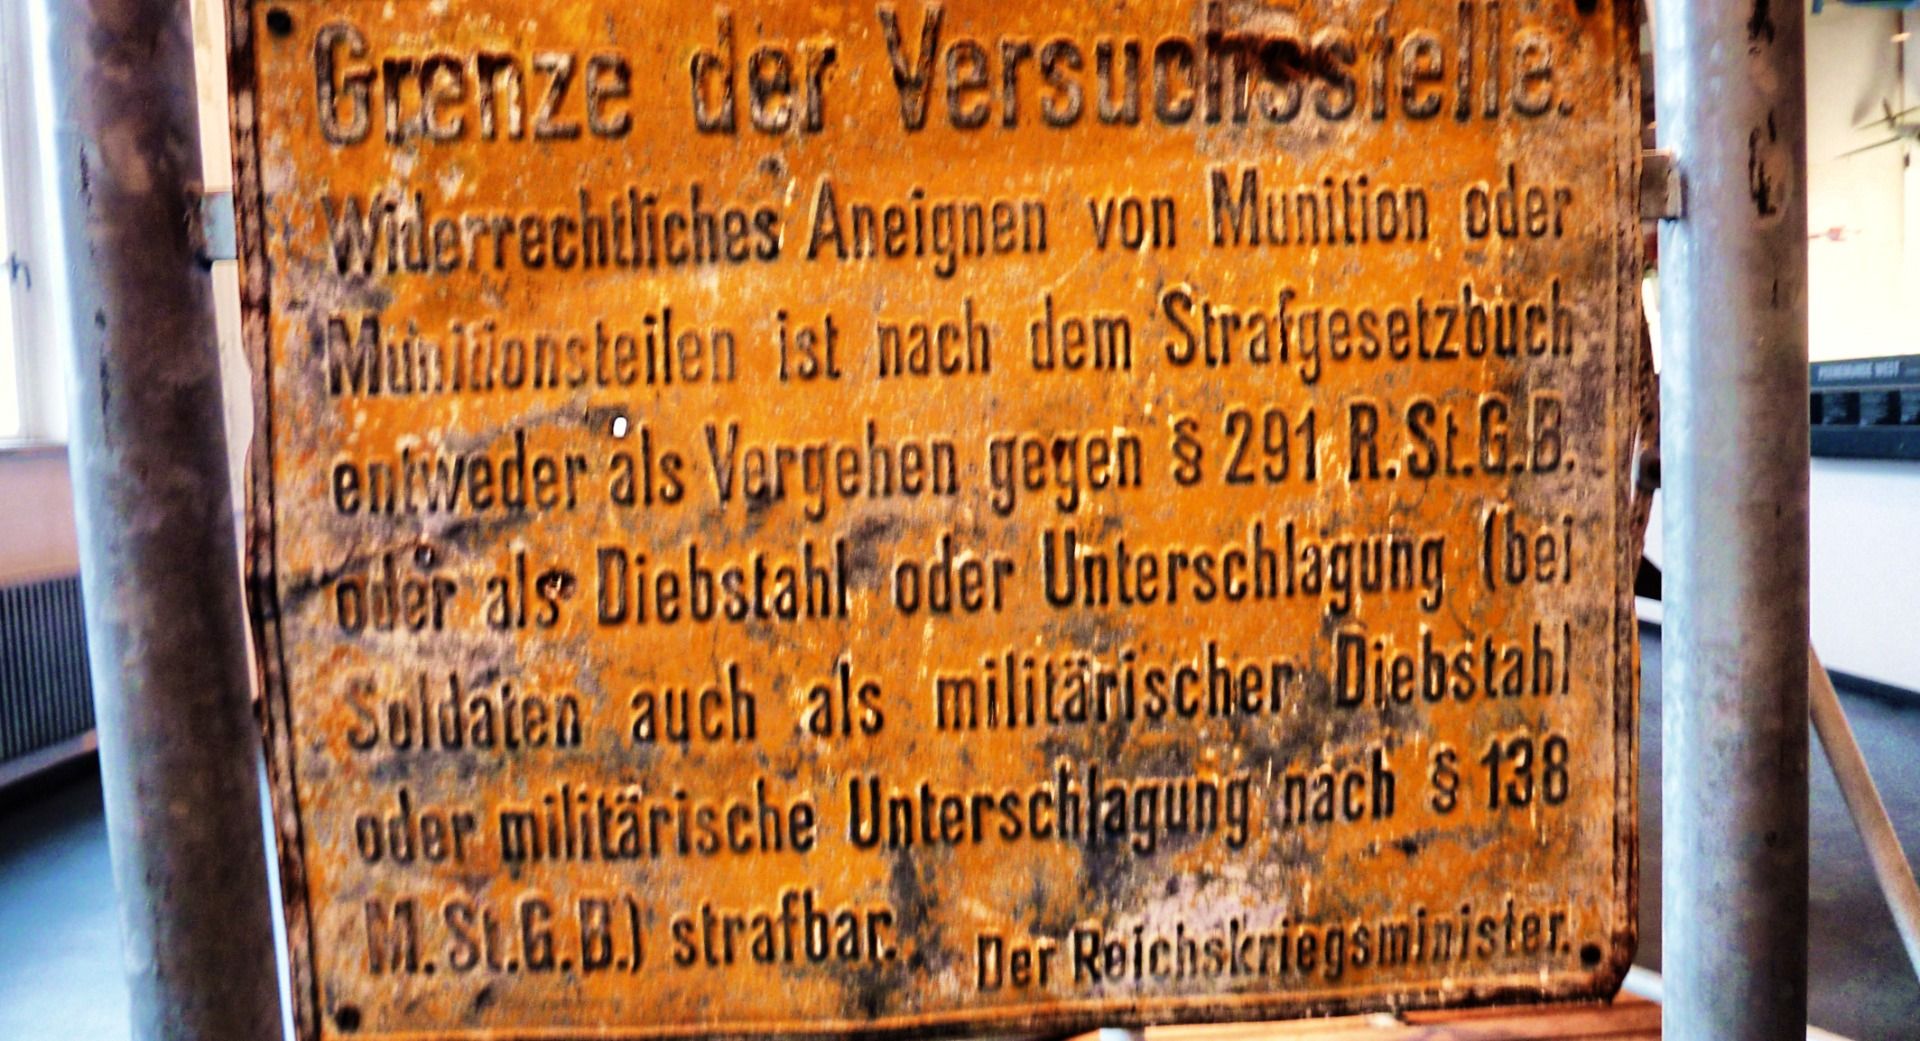 Grenze der Versuchsstelle.
Widerrechtliches Aneignen von Munition oder
Munitionsteilen ist nach dem Strafgesetzbuch
entweder als Vergehen gegen § 291 R.St.G.B.
oder als Diebstahl oder Unterschlagung (bei
Soldaten auch als militärischer Diebstahl
oder militärische Unterschlagung nach § 138
M.St.G.B.) strafbar.
Der Reichskriegsminister.
PEENEMÜNDE WEST